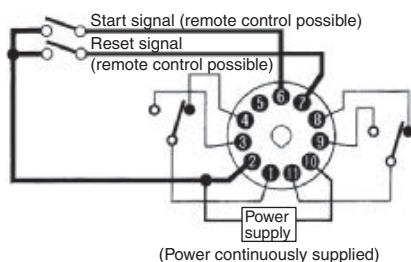 Start signal (remote control possible)
Reset signal
(remote control possible)
6
5
7
4
8
3
9
2
10
1
11
Power
supply
(Power continuously supplied)